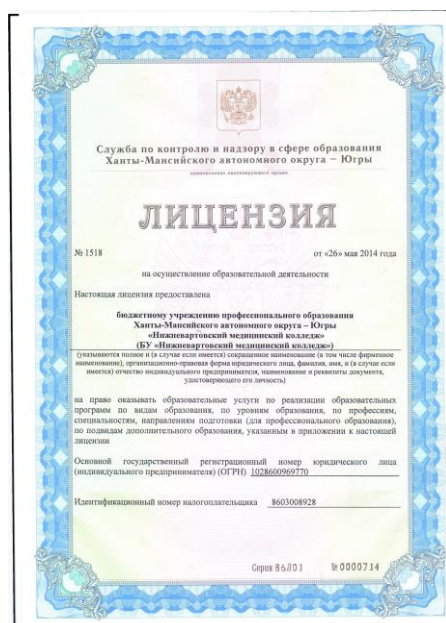 Служба по контролю и надзору в сфере образования
Ханты-Мансийского автономного округа – Югры
наименование лицензирующего органа
ЛИЦЕНЗИЯ
№ 1518 от «26» мая 2014 года
на осуществление образовательной деятельности
Настоящая лицензия предоставлена
бюджетному учреждению профессионального образования
Ханты-Мансийского автономного округа – Югры
«Нижневартовский медицинский колледж»
(БУ «Нижневартовский медицинский колледж»)
(указываются полное и (в случае если имеется) сокращенное наименование (в том числе фирменное
наименование), организационно-правовая форма юридического лица, фамилия, имя, и (в случае если
имеется) отчество индивидуального предпринимателя, наименование и реквизиты документа,
удостоверяющего его личность)
на право оказывать образовательные услуги по реализации образовательных
программ по видам образования, по уровням образования, по профессиям,
специальностям, направлениям подготовки (для профессионального образования),
по подвидам дополнительного образования, указанным в приложении к настоящей
лицензии
Основной государственный регистрационный номер юридического лица
(индивидуального предпринимателя) (ОГРН) 1028600969770
Идентификационный номер налогоплательщика 8603008928
Серия 86Л01 № 0000714